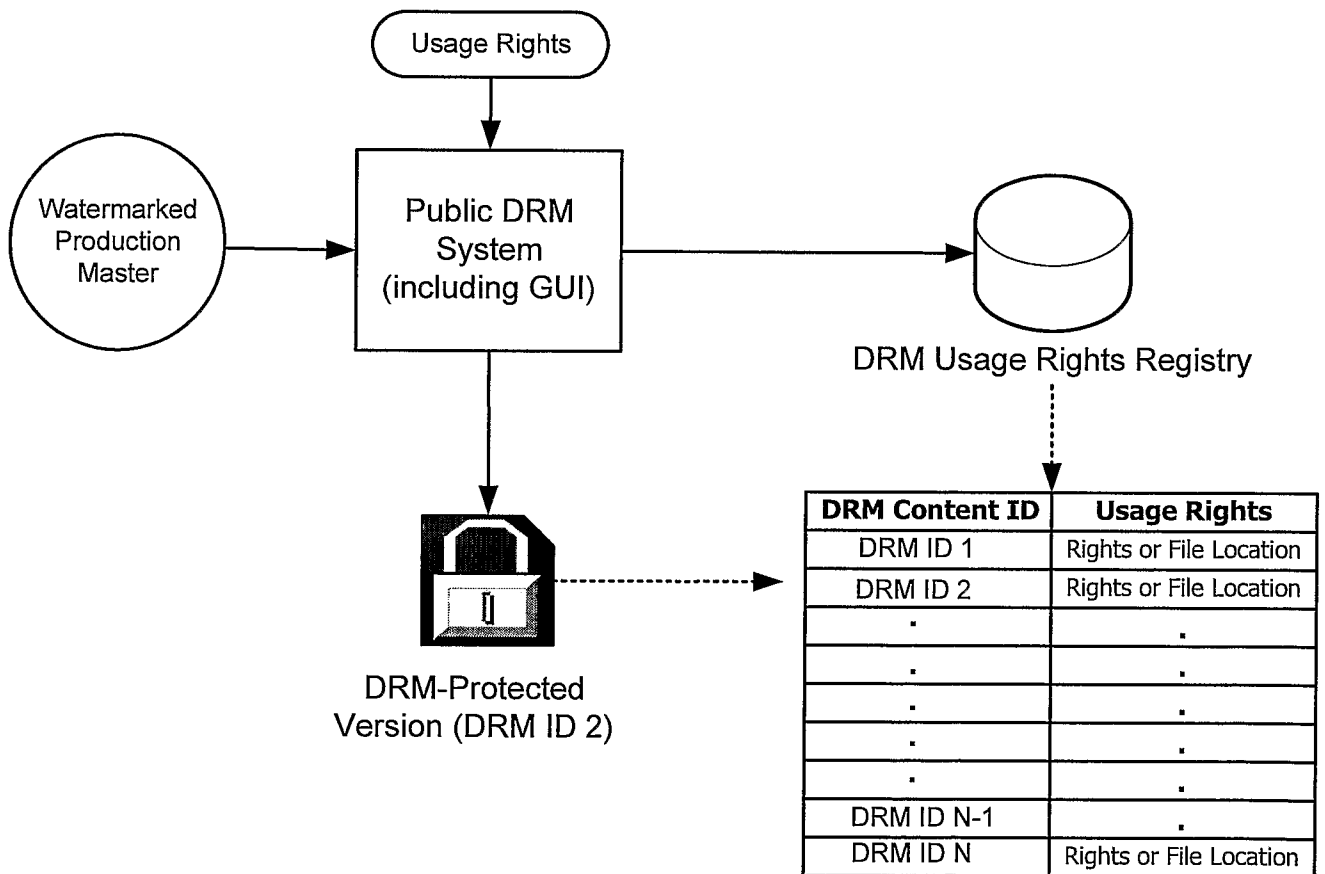 Usage Rights
Watermarked
Production
Master
Public DRM
System
(including GUI)
DRM Usage Rights Registry
DRM-Protected
Version (DRM ID 2)
DRM Content ID Usage Rights
DRM ID 1 Rights or File Location
DRM ID 2 Rights or File Location
. .
. .
. .
. .
. .
DRM ID N-1 .
DRM ID N Rights or File Location